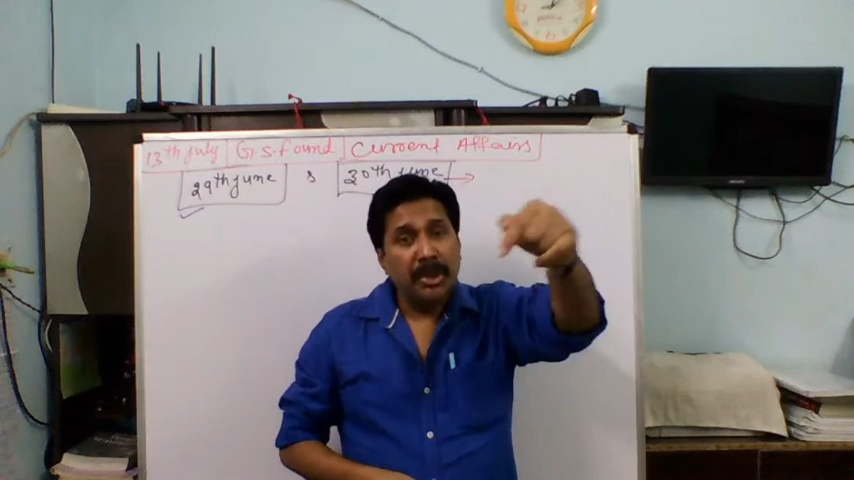 13th july G.S. found Current Affairs
29th june & 30th june →